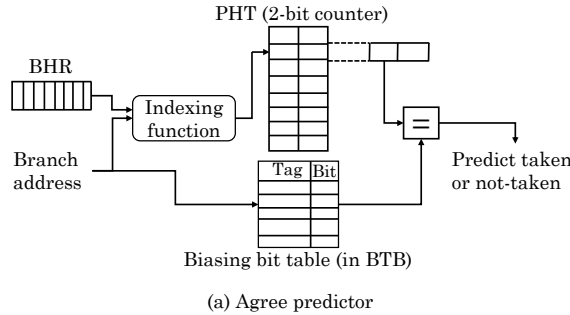 PHT (2-bit counter)
BHR
Indexing
function
=
Branch
address
Predict taken
or not-taken
Tag Bit
Biasing bit table (in BTB)
(a) Agree predictor